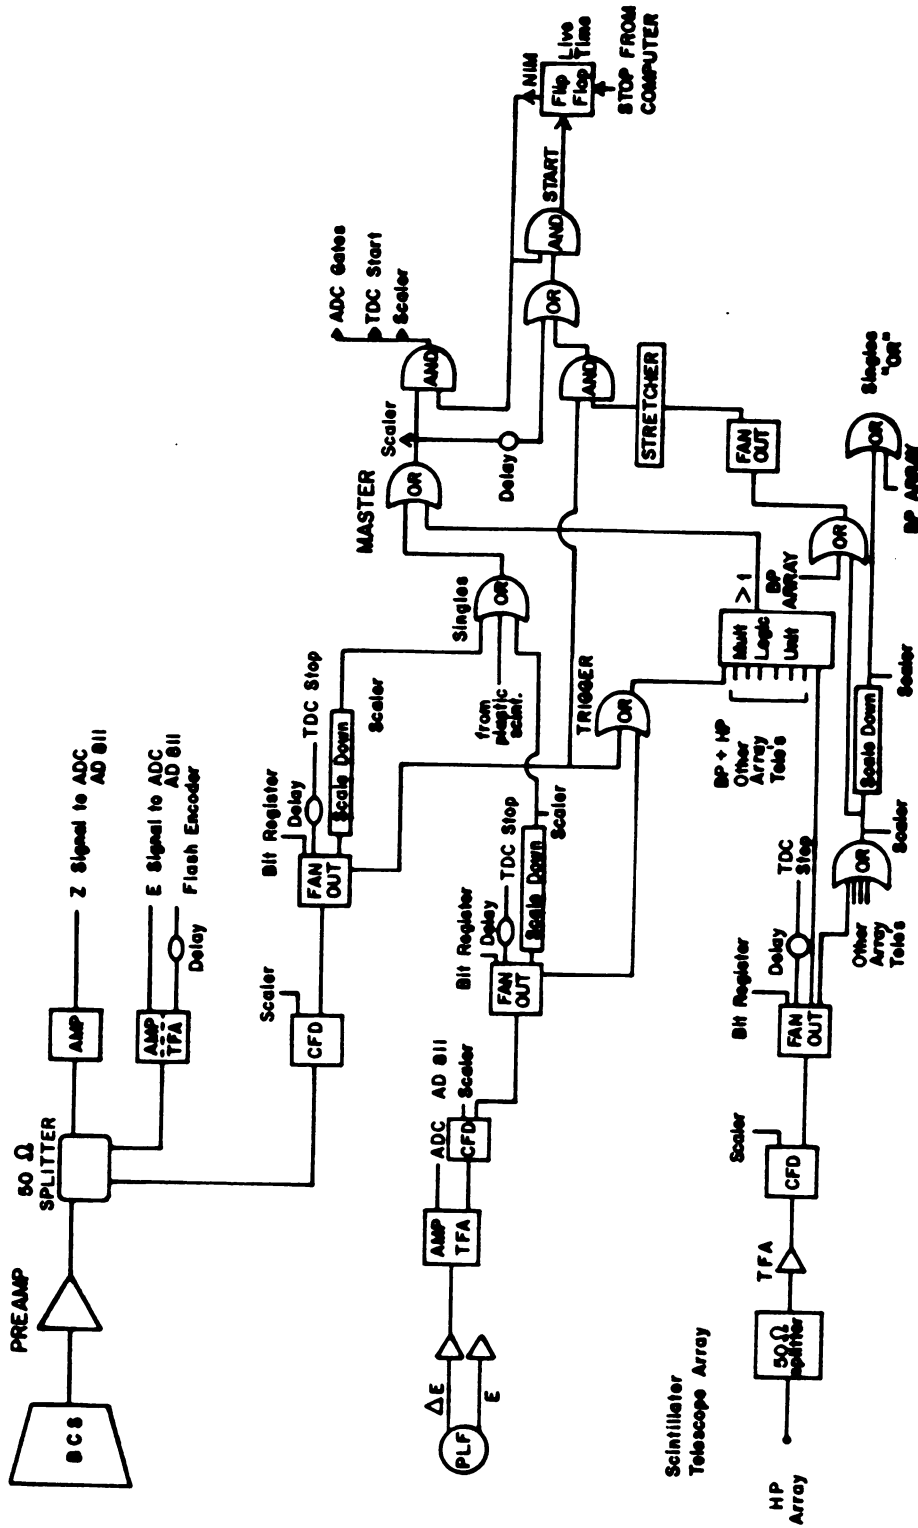 BCS
PREAMP
50 Ω
SPLITTER
AMP
Z Signal to ADC
AD 811
AMP
TFA
E Signal to ADC
AD 811
Flash Encoder
Delay
CFD
Scaler
FAN
OUT
Bit Register
Delay
TDC Stop
Scale Down
Scaler
Singles
OR
from
plastic
scint.
MASTER
OR
Scaler
Delay
AND
ADC Gates
TDC Start
Scaler
OR
AND
START
NIM
Flip
Flop
Live
Time
STOP FROM
COMPUTER
PLF
ΔE
E
AMP
TFA
ADC
AD 811
CFD
Scaler
FAN
OUT
Bit Register
Delay
TDC Stop
Scale Down
Scaler
TRIGGER
OR
AND
STRETCHER
FAN
OUT
Scintillator
Telescope Array
HP
Array
50 Ω
splitter
TFA
CFD
Scaler
FAN
OUT
Bit Register
Delay
TDC
Stop
BP + HP
Other
Array
Tele's
Mult
Logic
Unit
> 1
BP
ARRAY
OR
Other
Array
Tele's
OR
Scaler
Scale Down
Scaler
BP ARRAY
OR
Singles
"OR"